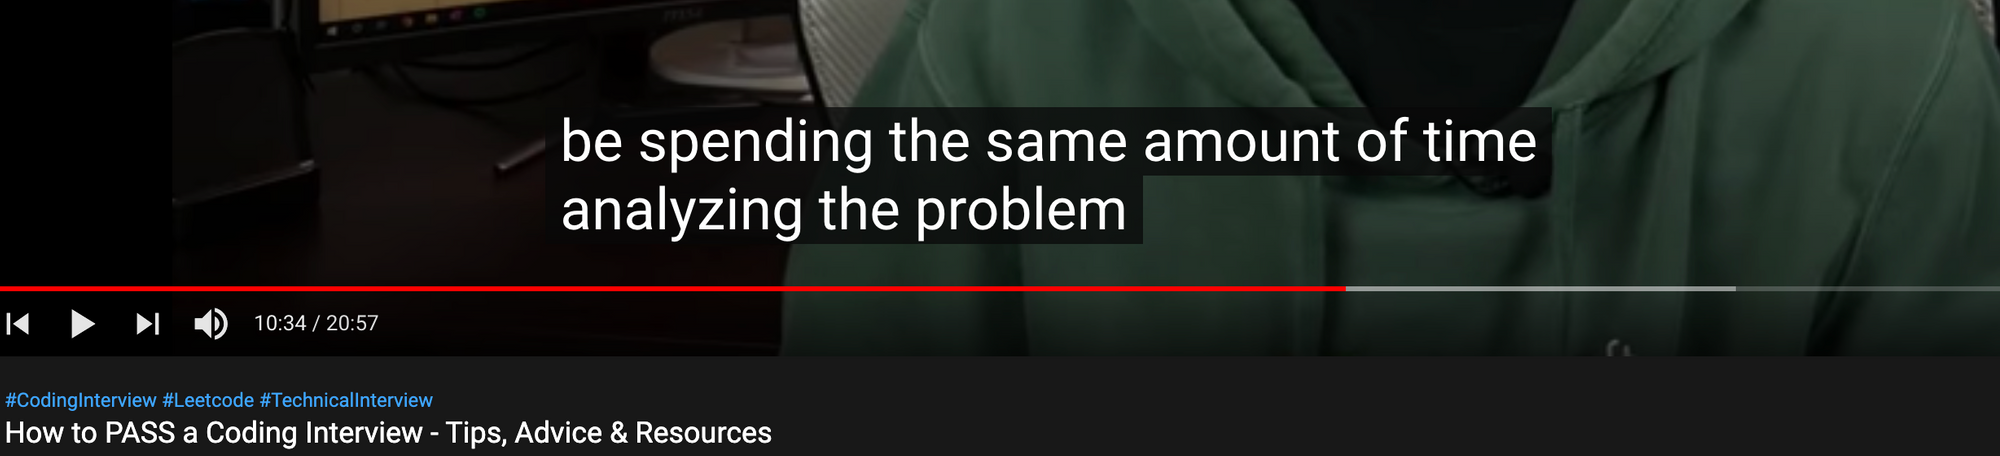 be spending the same amount of time
analyzing the problem
10:34 / 20:57
#CodingInterview #Leetcode #TechnicalInterview
How to PASS a Coding Interview - Tips, Advice & Resources